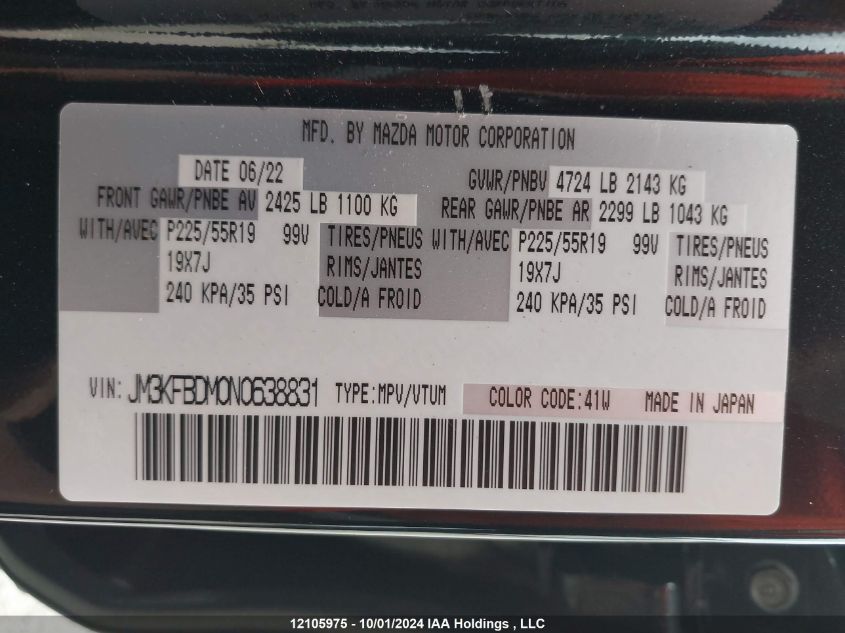 MFD. BY MAZDA MOTOR CORPORATION
DATE 06/22 GVWR/PNBV 4724 LB 2143 KG
FRONT GAWR/PNBE AV 2425 LB 1100 KG REAR GAWR/PNBE AR 2299 LB 1043 KG
WITH/AVEC P225/55R19 99V TIRES/PNEUS WITH/AVEC P225/55R19 99V TIRES/PNEUS
19X7J RIMS/JANTES 19X7J RIMS/JANTES
240 KPA/35 PSI COLD/A FROID 240 KPA/35 PSI COLD/A FROID
VIN: JM3KFBDM0N0638831 TYPE:MPV/VTUM COLOR CODE:41W MADE IN JAPAN
12105975 - 10/01/2024 IAA Holdings , LLC